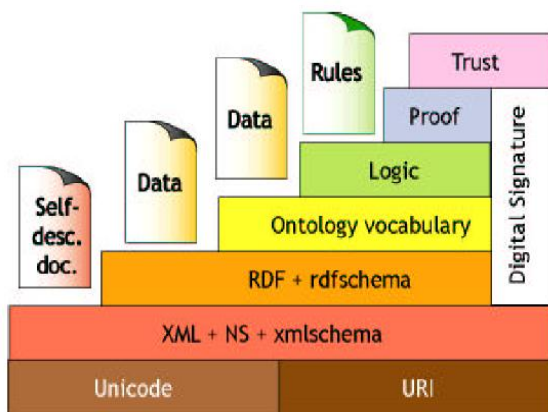 Trust
Rules
Proof
Data
Logic
Digital Signature
Data
Self-
desc.
doc.
Ontology vocabulary
RDF + rdfschema
XML + NS + xmlschema
Unicode
URI